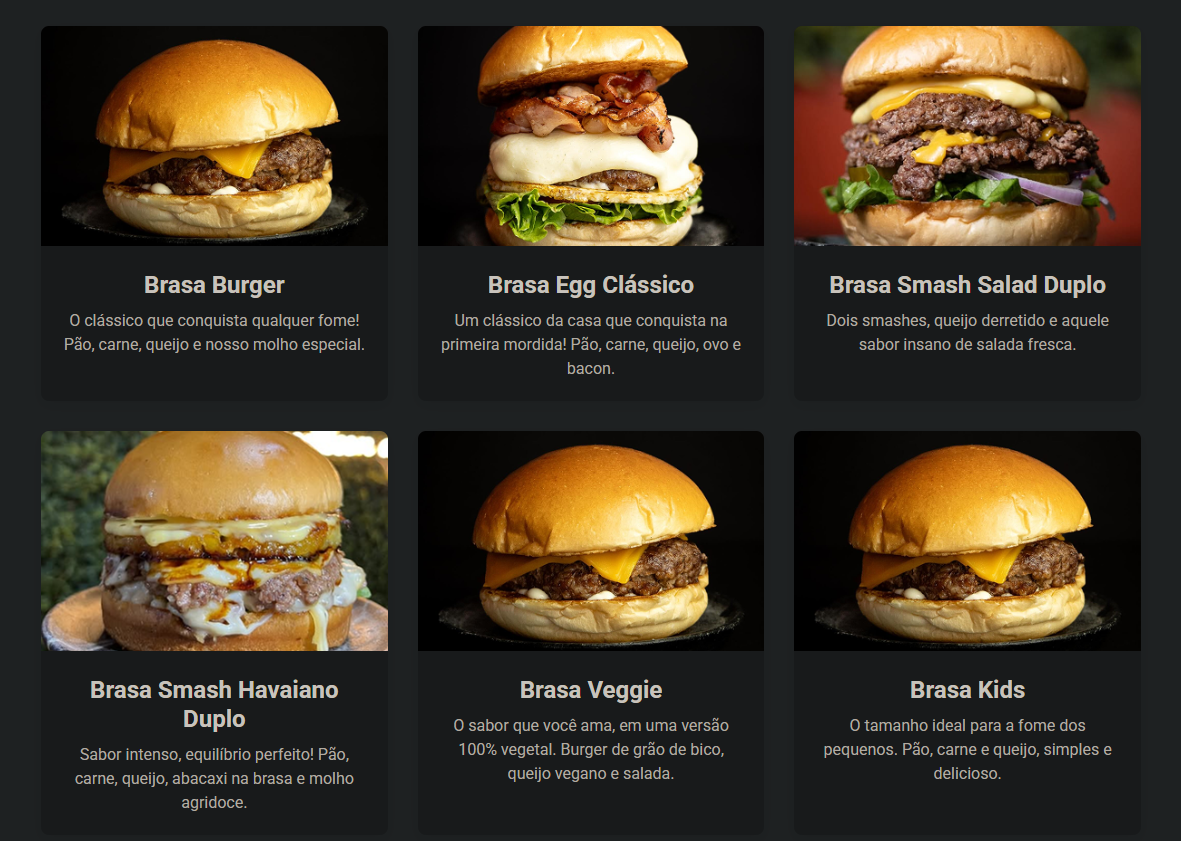 Brasa Burger
O clássico que conquista qualquer fome!
Pão, carne, queijo e nosso molho especial.
Brasa Egg Clássico
Um clássico da casa que conquista na
primeira mordida! Pão, carne, queijo, ovo e
bacon.
Brasa Smash Salad Duplo
Dois smashes, queijo derretido e aquele
sabor insano de salada fresca.
Brasa Smash Havaiano
Duplo
Sabor intenso, equilíbrio perfeito! Pão,
carne, queijo, abacaxi na brasa e molho
agridoce.
Brasa Veggie
O sabor que você ama, em uma versão
100% vegetal. Burger de grão de bico,
queijo vegano e salada.
Brasa Kids
O tamanho ideal para a fome dos
pequenos. Pão, carne e queijo, simples e
delicioso.